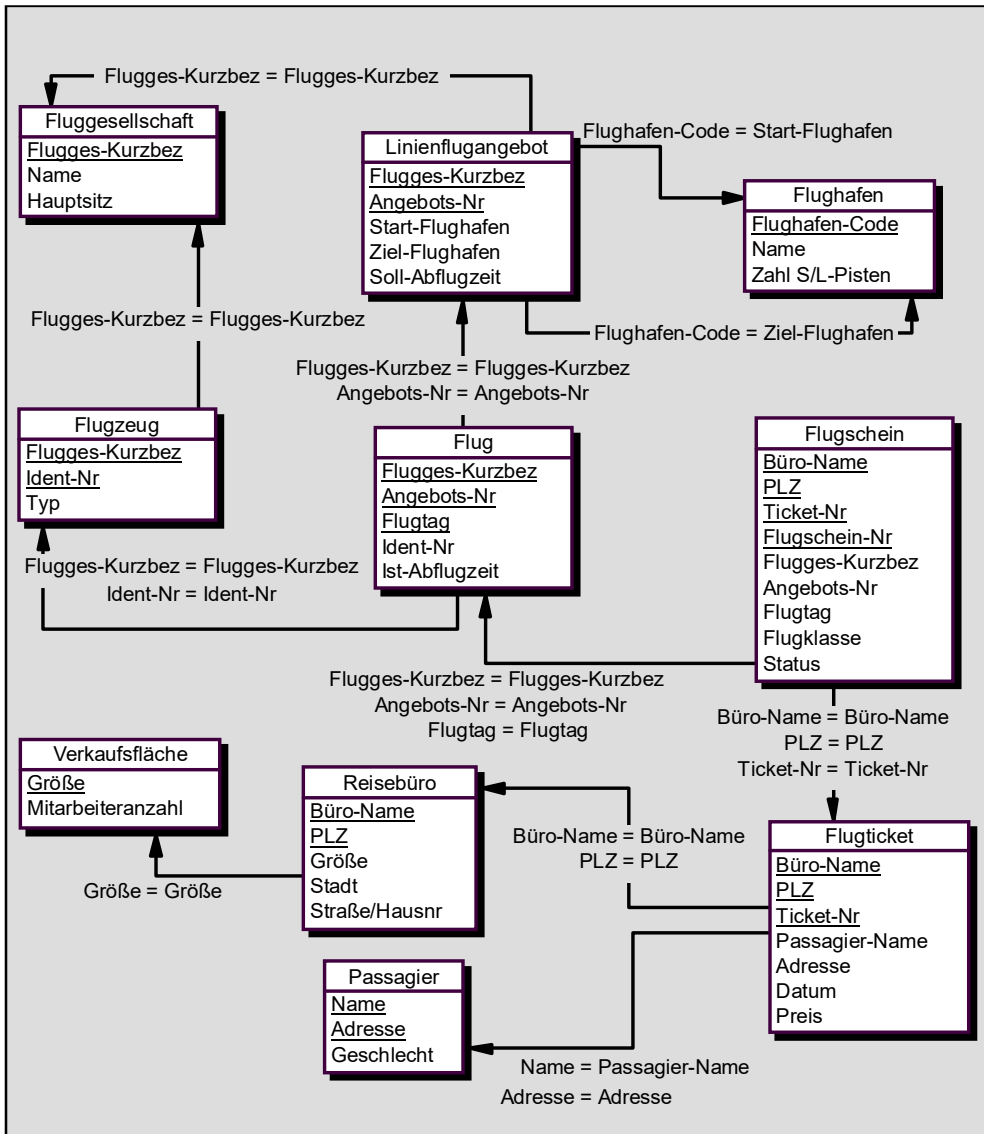 Flugges-Kurzbez = Flugges-Kurzbez
Fluggesellschaft
Flugges-Kurzbez
Name
Hauptsitz
Linienflugangebot
Flugges-Kurzbez
Angebots-Nr
Start-Flughafen
Ziel-Flughafen
Soll-Abflugzeit
Flughafen-Code = Start-Flughafen
Flughafen
Flughafen-Code
Name
Zahl S/L-Pisten
Flugges-Kurzbez = Flugges-Kurzbez
Flughafen-Code = Ziel-Flughafen
Flugges-Kurzbez = Flugges-Kurzbez
Angebots-Nr = Angebots-Nr
Flugzeug
Flugges-Kurzbez
Ident-Nr
Typ
Flug
Flugges-Kurzbez
Angebots-Nr
Flugtag
Ident-Nr
Ist-Abflugzeit
Flugschein
Büro-Name
PLZ
Ticket-Nr
Flugschein-Nr
Flugges-Kurzbez
Angebots-Nr
Flugtag
Flugklasse
Status
Flugges-Kurzbez = Flugges-Kurzbez
Ident-Nr = Ident-Nr
Flugges-Kurzbez = Flugges-Kurzbez
Angebots-Nr = Angebots-Nr
Flugtag = Flugtag
Büro-Name = Büro-Name
PLZ = PLZ
Ticket-Nr = Ticket-Nr
Verkaufsfläche
Größe
Mitarbeiteranzahl
Reisebüro
Büro-Name
PLZ
Größe
Stadt
Straße/Hausnr
Büro-Name = Büro-Name
PLZ = PLZ
Flugticket
Büro-Name
PLZ
Ticket-Nr
Passagier-Name
Adresse
Datum
Preis
Größe = Größe
Passagier
Name
Adresse
Geschlecht
Name = Passagier-Name
Adresse = Adresse